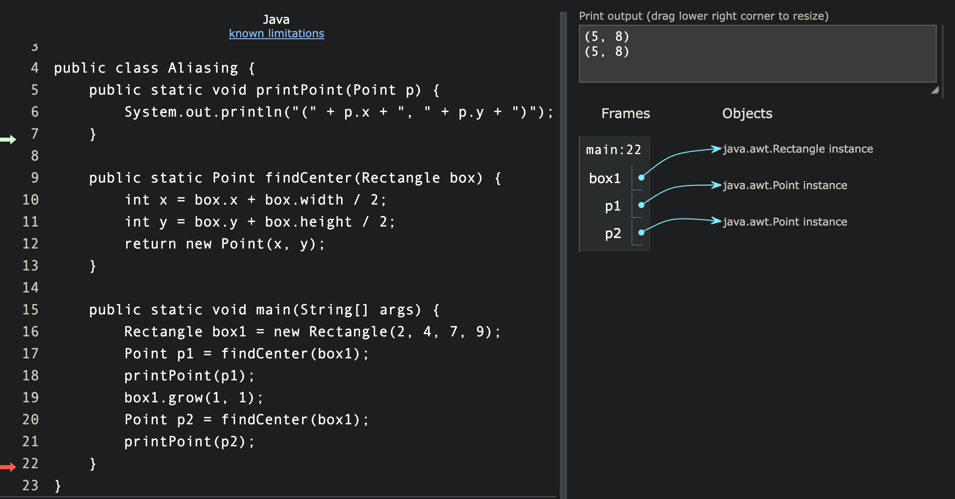 Java
known limitations
3
4 public class Aliasing {
5     public static void printPoint(Point p) {
6         System.out.println("(" + p.x + ", " + p.y + ")");
7     }
8
9     public static Point findCenter(Rectangle box) {
10         int x = box.x + box.width / 2;
11         int y = box.y + box.height / 2;
12         return new Point(x, y);
13     }
14
15     public static void main(String[] args) {
16         Rectangle box1 = new Rectangle(2, 4, 7, 9);
17         Point p1 = findCenter(box1);
18         printPoint(p1);
19         box1.grow(1, 1);
20         Point p2 = findCenter(box1);
21         printPoint(p2);
22     }
23 }
Print output (drag lower right corner to resize)
(5, 8)
(5, 8)
Frames Objects
main:22
box1 java.awt.Rectangle instance
p1 java.awt.Point instance
p2 java.awt.Point instance